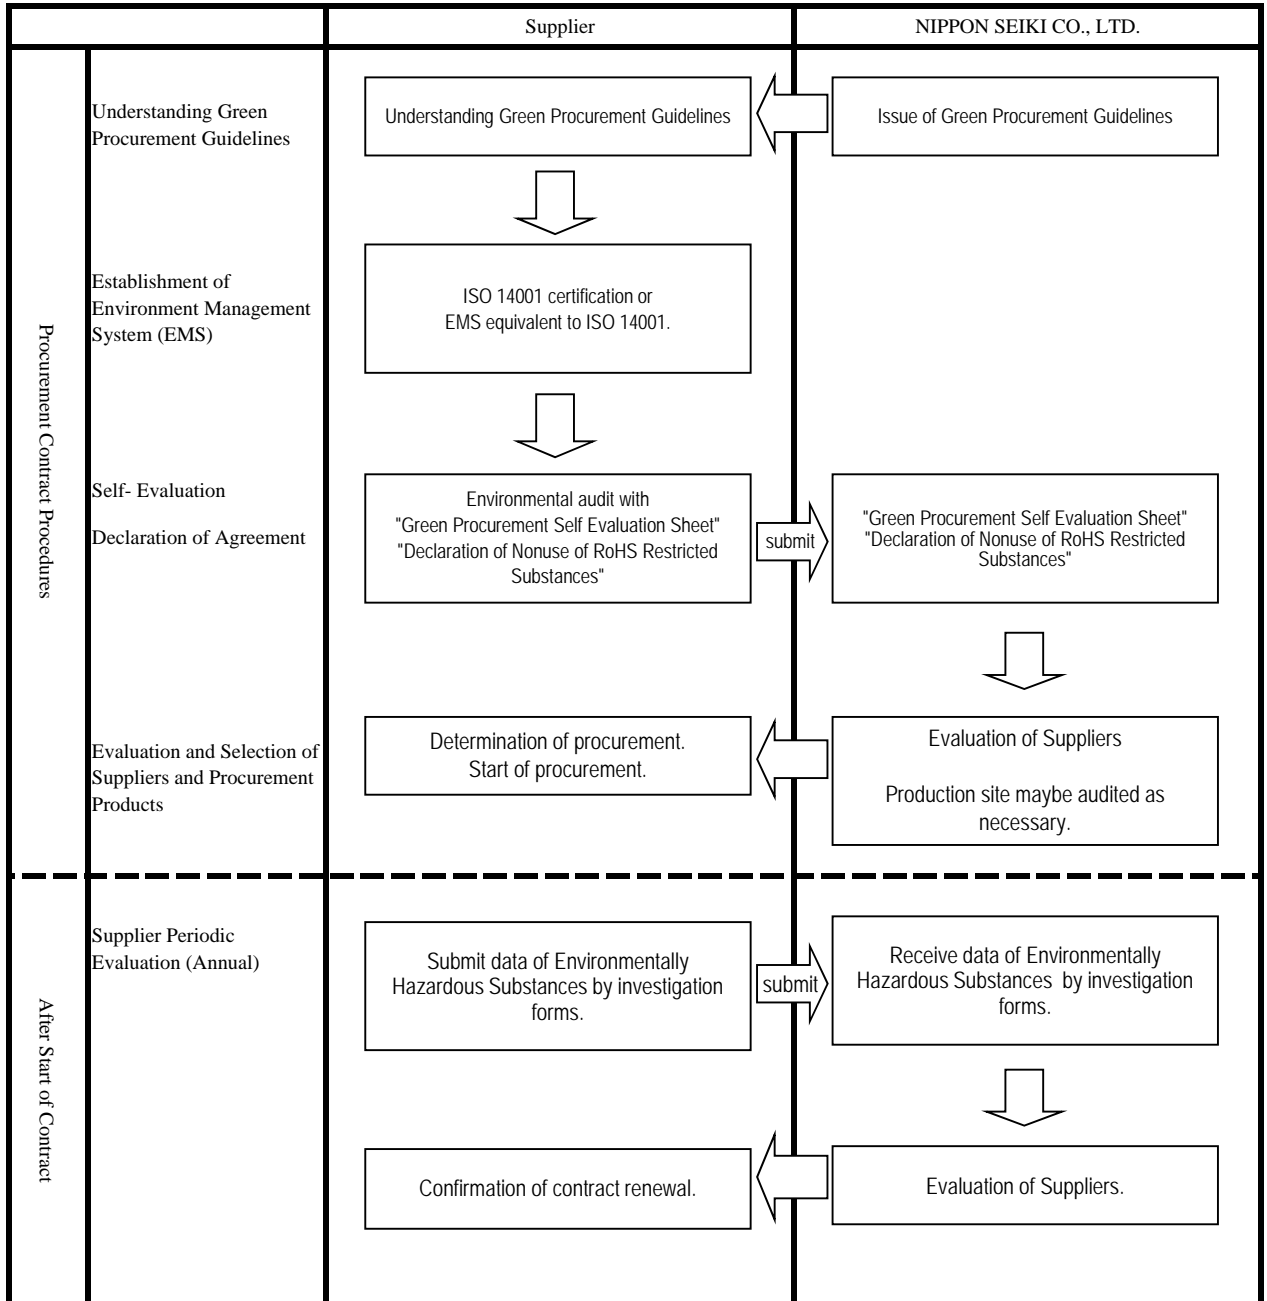 Supplier
NIPPON SEIKI CO., LTD.
Procurement Contract Procedures
Understanding Green
Procurement Guidelines
Understanding Green Procurement Guidelines
Issue of Green Procurement Guidelines
Establishment of
Environment Management
System (EMS)
ISO 14001 certification or
EMS equivalent to ISO 14001.
Self- Evaluation
Declaration of Agreement
Environmental audit with
"Green Procurement Self Evaluation Sheet"
"Declaration of Nonuse of RoHS Restricted
Substances"
submit
"Green Procurement Self Evaluation Sheet"
"Declaration of Nonuse of RoHS Restricted
Substances"
Evaluation and Selection of
Suppliers and Procurement
Products
Determination of procurement.
Start of procurement.
Evaluation of Suppliers
Production site maybe audited as
necessary.
After Start of Contract
Supplier Periodic
Evaluation (Annual)
Submit data of Environmentally
Hazardous Substances by investigation
forms.
submit
Receive data of Environmentally
Hazardous Substances  by investigation
forms.
Confirmation of contract renewal.
Evaluation of Suppliers.